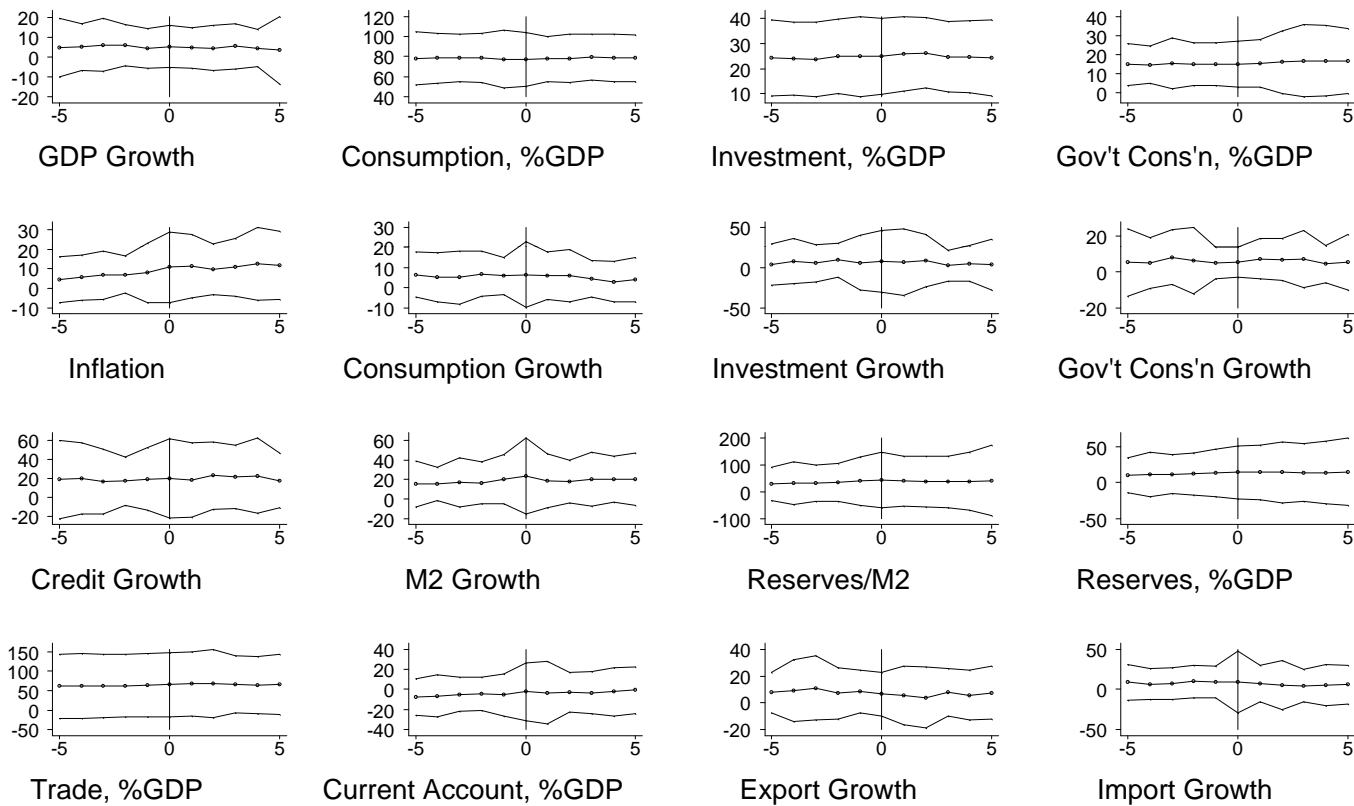 20
10
0
-10
-20
-5 0 5
GDP Growth
120
100
80
60
40
-5 0 5
Consumption, %GDP
40
30
20
10
-5 0 5
Investment, %GDP
40
30
20
10
0
-5 0 5
Gov't Cons'n, %GDP
30
20
10
0
-10
-5 0 5
Inflation
30
20
10
0
-10
-5 0 5
Consumption Growth
50
0
-50
-5 0 5
Investment Growth
20
0
-20
-5 0 5
Gov't Cons'n Growth
60
40
20
0
-20
-5 0 5
Credit Growth
60
40
20
0
-20
-5 0 5
M2 Growth
200
100
0
-100
-5 0 5
Reserves/M2
50
0
-50
-5 0 5
Reserves, %GDP
150
100
50
0
-50
-5 0 5
Trade, %GDP
40
20
0
-20
-40
-5 0 5
Current Account, %GDP
40
20
0
-20
-5 0 5
Export Growth
50
0
-50
-5 0 5
Import Growth